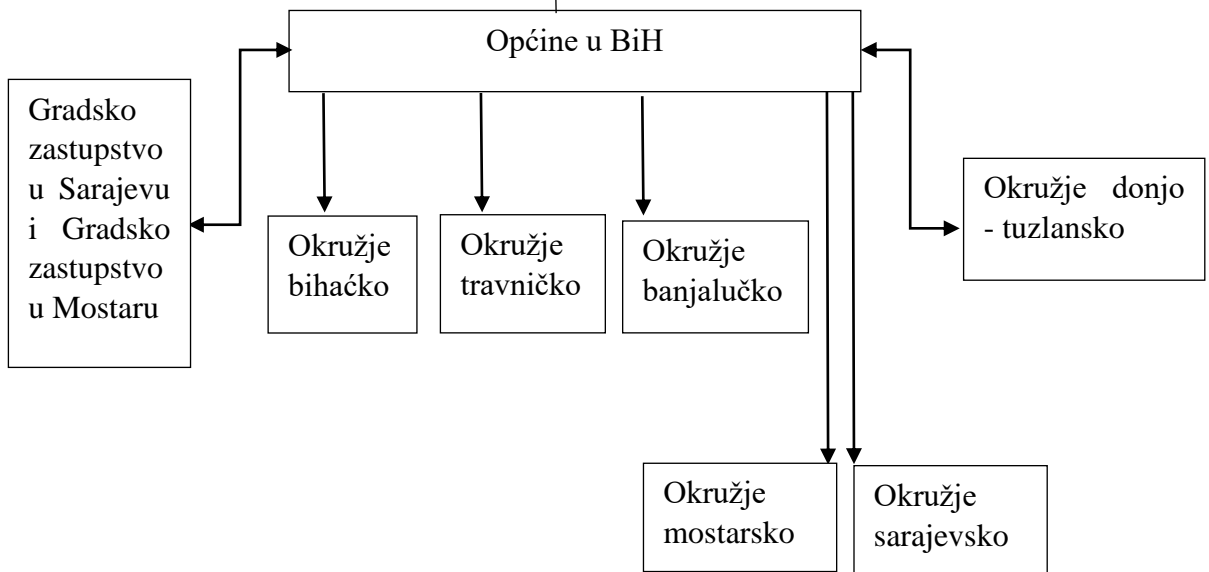 Općine u BiH
Gradsko
zastupstvo
u Sarajevu
i Gradsko
zastupstvo
u Mostaru
Okružje
bihaćko
Okružje
travničko
Okružje
banjalučko
Okružje donjo
- tuzlansko
Okružje
mostarsko
Okružje
sarajevsko